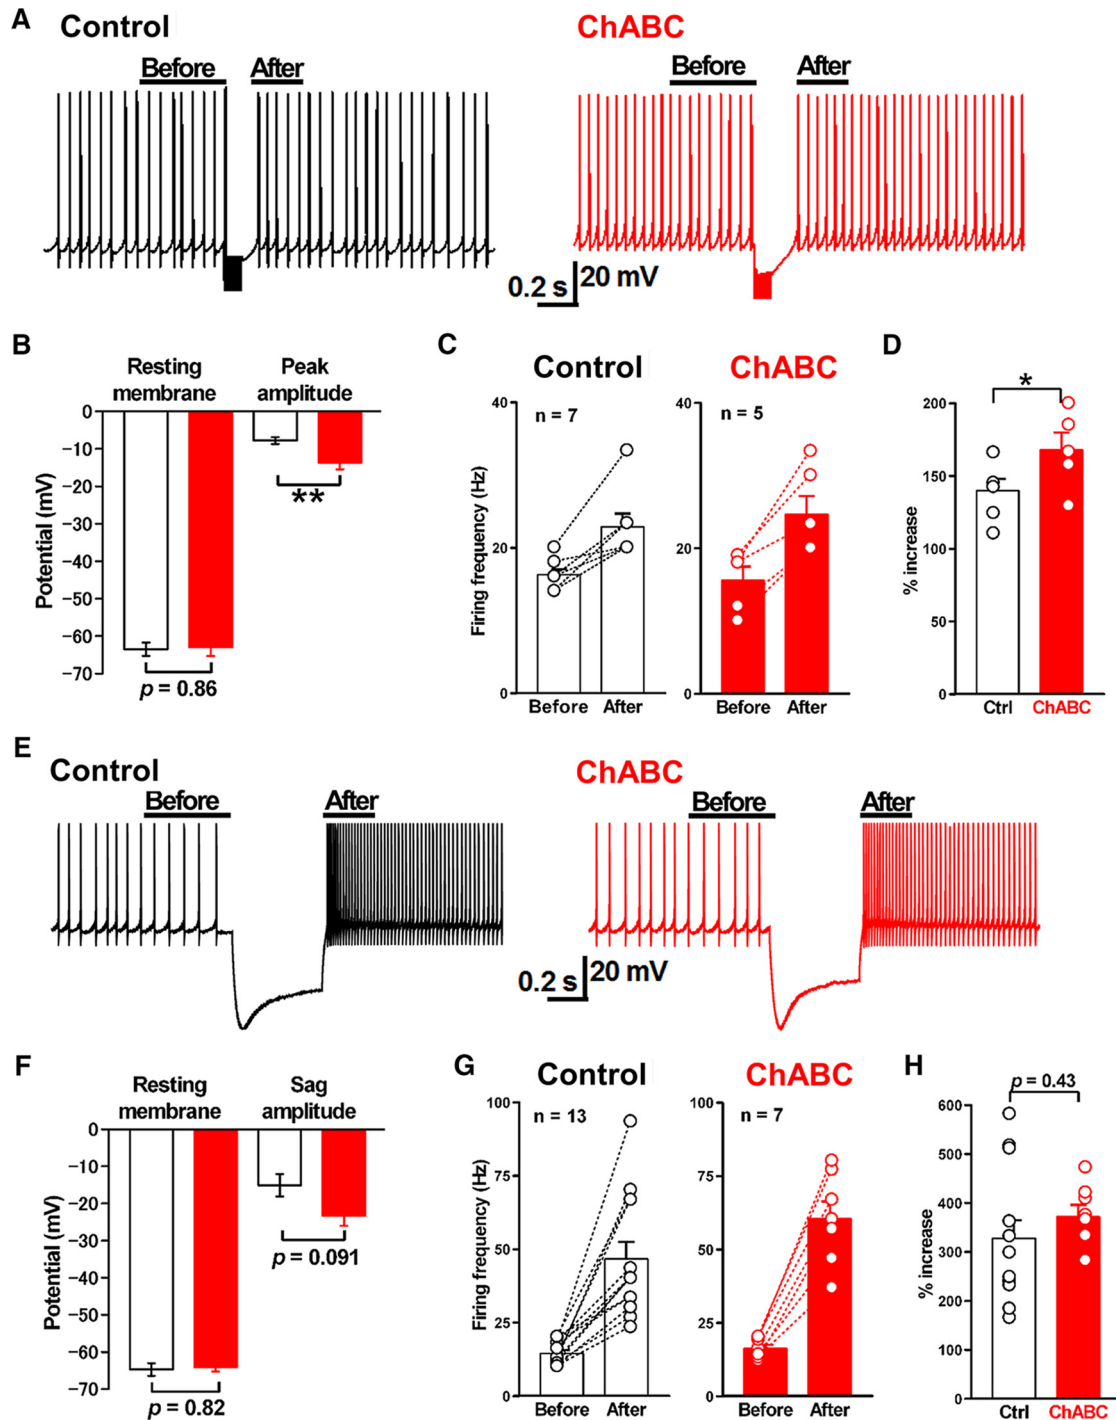 A
Control
ChABC
Before
After
Before
After
0.2 s
20 mV
B
Resting
membrane
Peak
amplitude
Potential (mV)
0
−10
−20
−30
−40
−50
−60
−70
**
p = 0.86
C
Control
ChABC
n = 7
n = 5
Firing frequency (Hz)
40
20
0
Before
After
40
20
0
Before
After
D
*
% increase
200
150
100
50
0
Ctrl
ChABC
E
Control
ChABC
Before
After
Before
After
0.2 s
20 mV
F
Resting
membrane
Sag
amplitude
Potential (mV)
0
−10
−20
−30
−40
−50
−60
−70
p = 0.091
p = 0.82
G
Control
ChABC
n = 13
n = 7
Firing frequency (Hz)
100
75
50
25
0
Before
After
100
75
50
25
0
Before
After
H
p = 0.43
% increase
600
500
400
300
200
100
0
Ctrl
ChABC